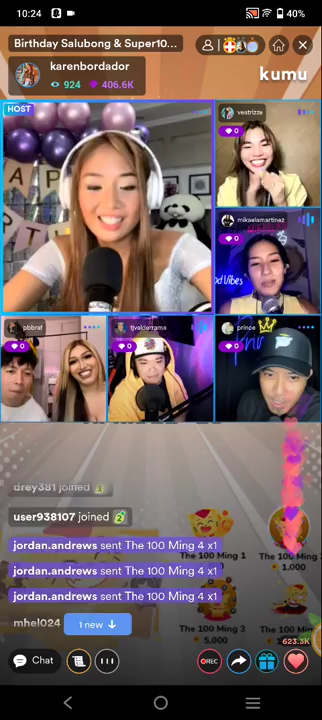 10:24
40%
Birthday Salubong & Super10...
karenbordador
924
406.6K
kumu
HOST
vestrizze
0
mikaelamartinez
0
pbbraf
0
tjvalderrama
0
prince
0
drey381 joined
user938107 joined
jordan.andrews sent The 100 Ming 4 x1
jordan.andrews sent The 100 Ming 4 x1
jordan.andrews sent The 100 Ming 4 x1
mhel024
1 new
The 100 Ming 1
The 100 Ming
1,000
The 100 Ming 3
5,000
The 100 Ming
623.3K
Chat
REC